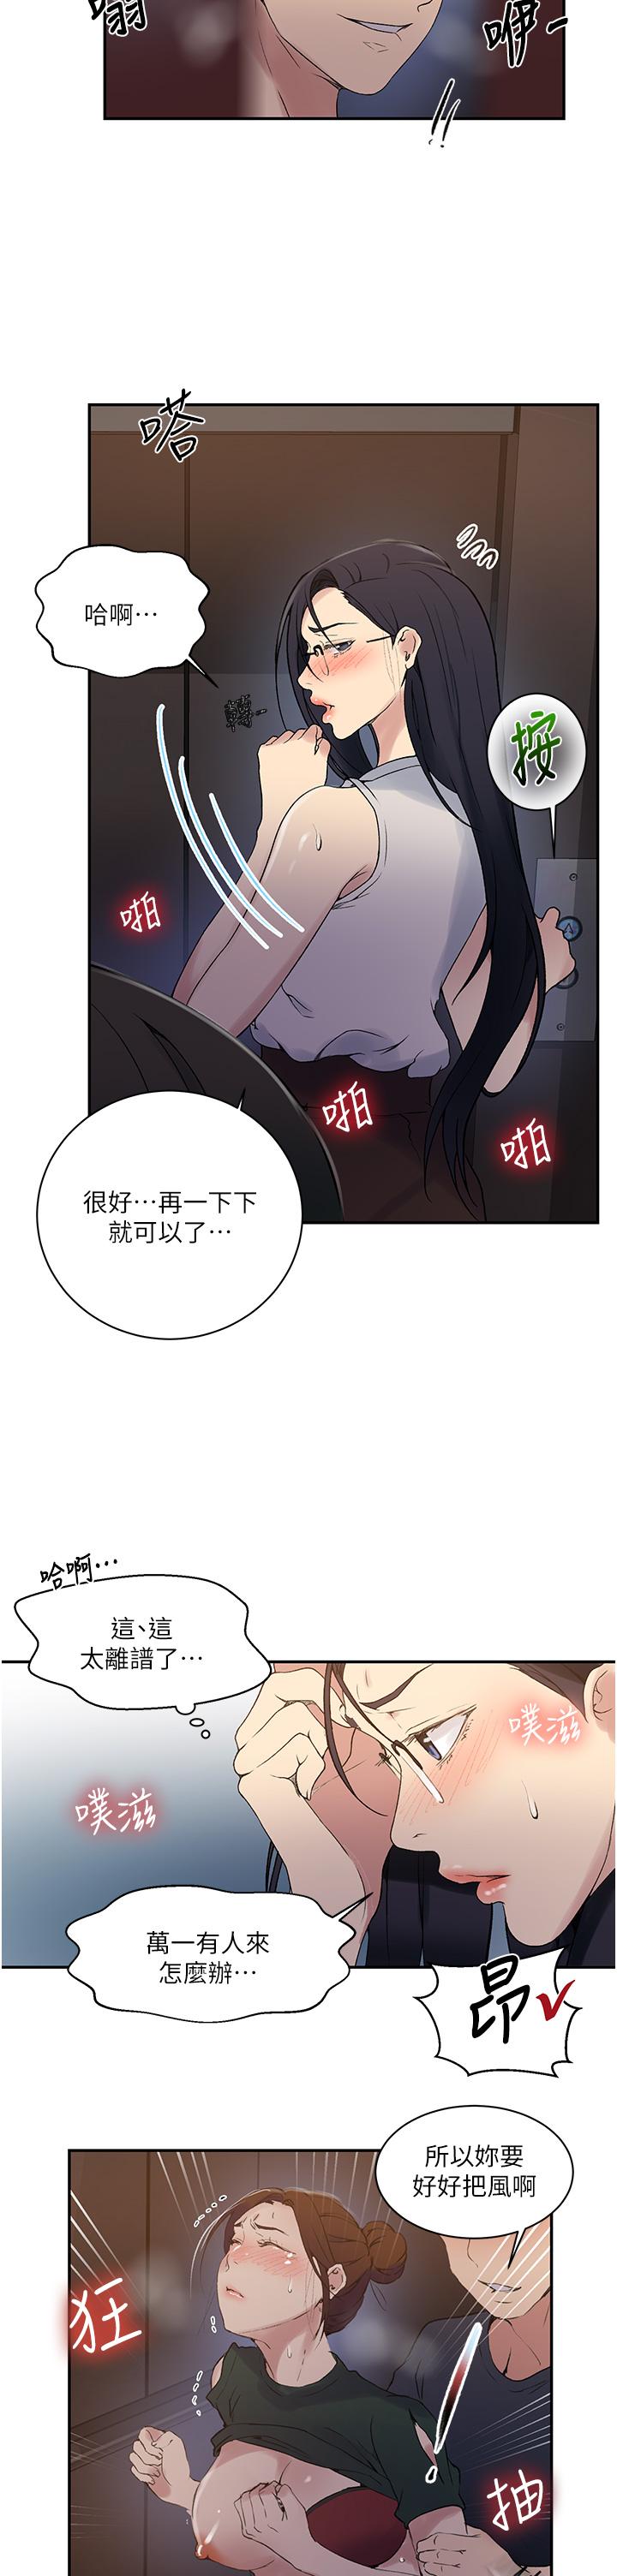 嗡
咿-
嗒
哈啊…
轉-
按
啪
啪
啪
很好…再一下下
就可以了…
哈啊…
這、這
太離譜了…
噗滋
噗滋
萬一有人來
怎麼辦…
昂
所以妳要
好好把風啊
狂
抽